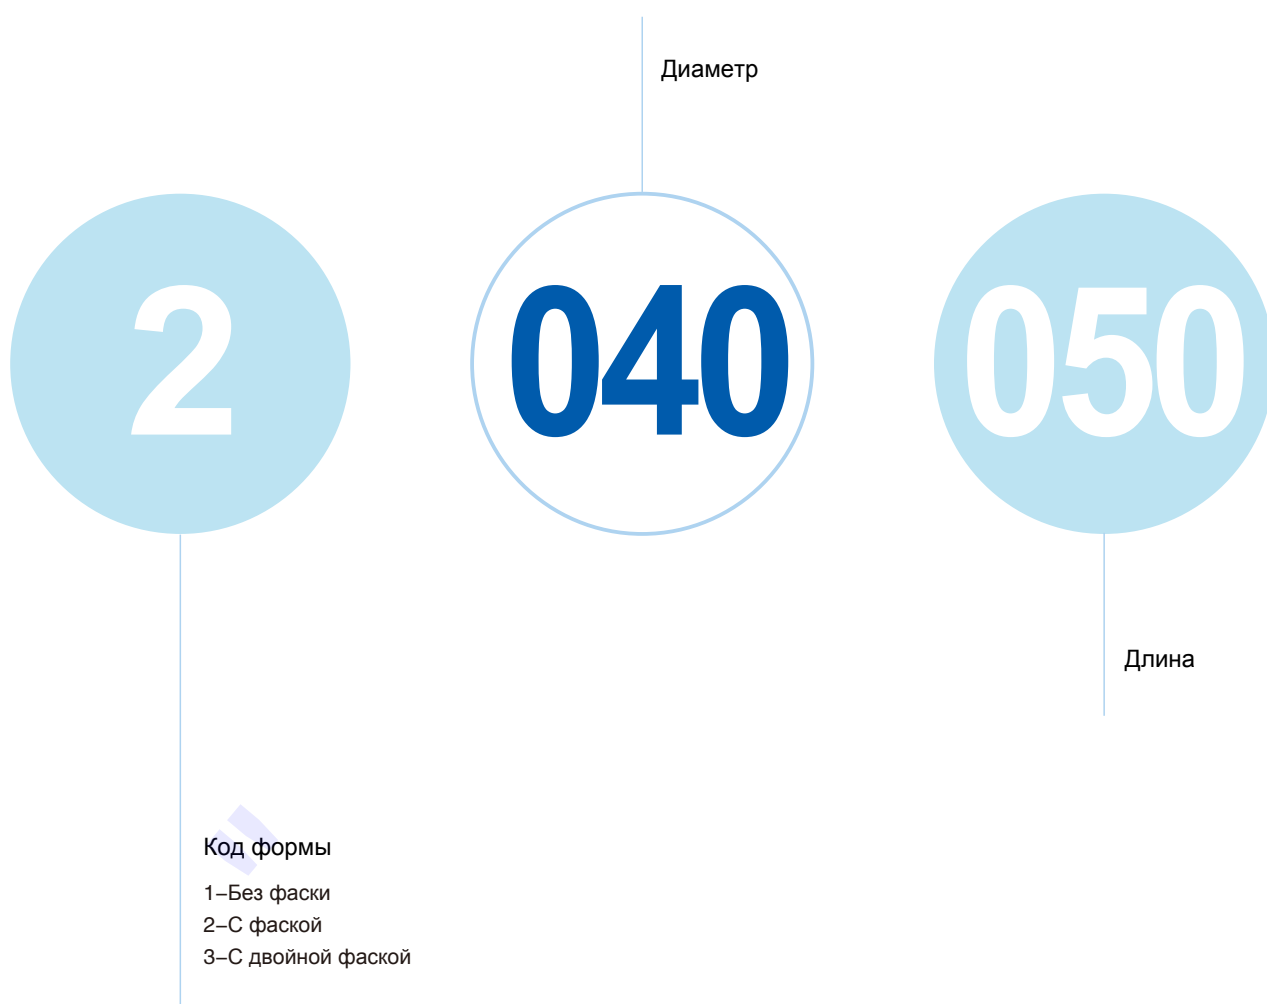 Диаметр
2
040
050
Длина
Код формы
1–Без фаски
2–С фаской
3–С двойной фаской